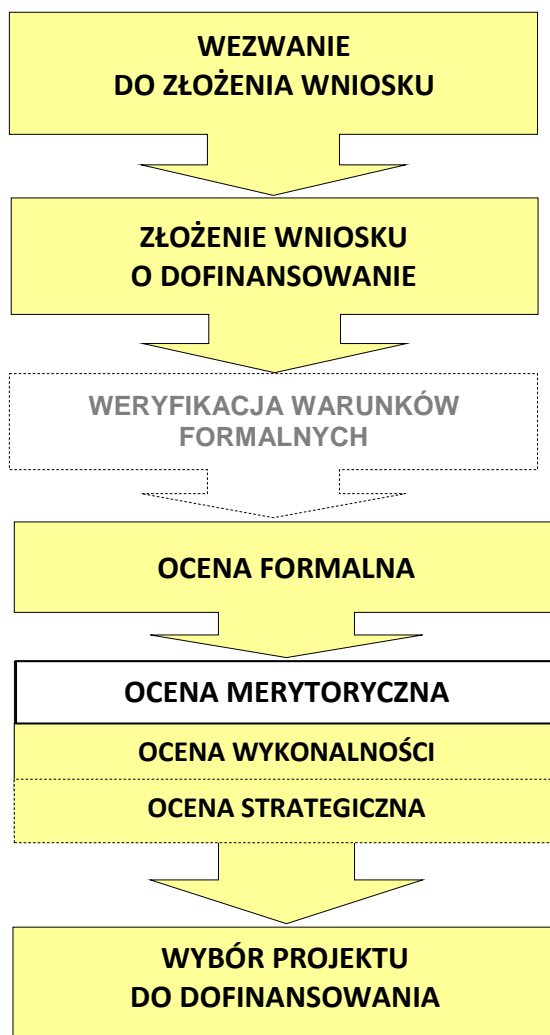 WEZWANIE
DO ZŁOŻENIA WNIOSKU
ZŁOŻENIE WNIOSKU
O DOFINANSOWANIE
WERYFIKACJA WARUNKÓW
FORMALNYCH
OCENA FORMALNA
OCENA MERYTORYCZNA
OCENA WYKONALNOŚCI
OCENA STRATEGICZNA
WYBÓR PROJEKTU
DO DOFINANSOWANIA